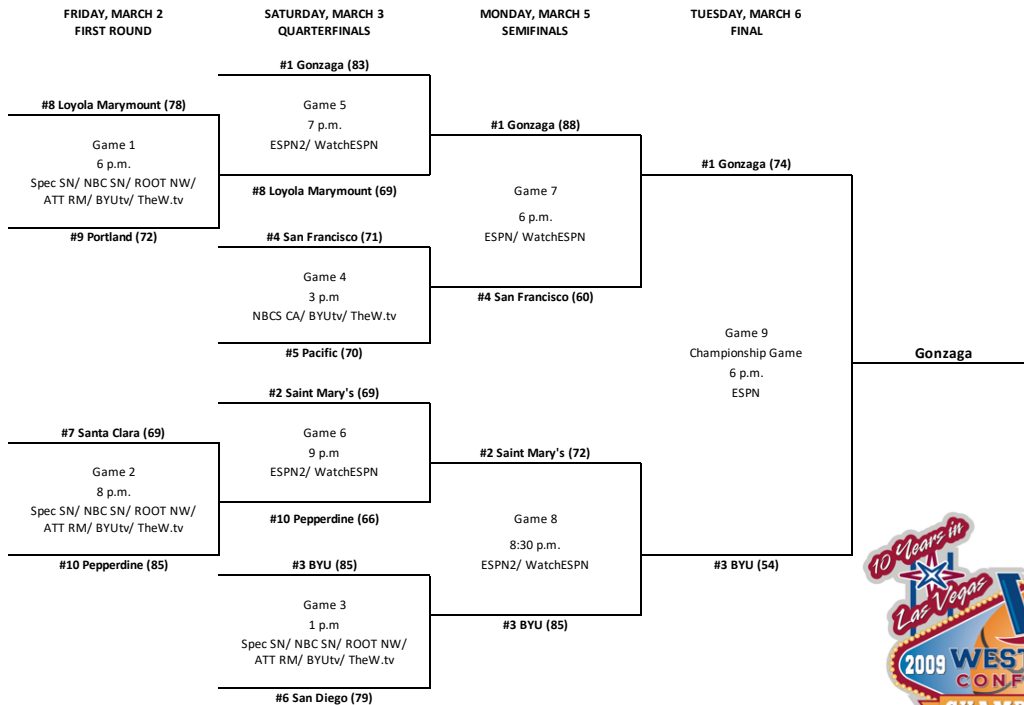 FRIDAY, MARCH 2
FIRST ROUND
SATURDAY, MARCH 3
QUARTERFINALS
MONDAY, MARCH 5
SEMIFINALS
TUESDAY, MARCH 6
FINAL
#8 Loyola Marymount (78)
Game 1
6 p.m.
Spec SN/ NBC SN/ ROOT NW/
ATT RM/ BYUtv/ TheW.tv
#9 Portland (72)
#7 Santa Clara (69)
Game 2
8 p.m.
Spec SN/ NBC SN/ ROOT NW/
ATT RM/ BYUtv/ TheW.tv
#10 Pepperdine (85)
#1 Gonzaga (83)
Game 5
7 p.m.
ESPN2/ WatchESPN
#8 Loyola Marymount (69)
#4 San Francisco (71)
Game 4
3 p.m
NBCS CA/ BYUtv/ TheW.tv
#5 Pacific (70)
#2 Saint Mary's (69)
Game 6
9 p.m
ESPN2/ WatchESPN
#10 Pepperdine (66)
#3 BYU (85)
Game 3
1 p.m
Spec SN/ NBC SN/ ROOT NW/
ATT RM/ BYUtv/ TheW.tv
#6 San Diego (79)
#1 Gonzaga (88)
Game 7
6 p.m.
ESPN/ WatchESPN
#4 San Francisco (60)
#2 Saint Mary's (72)
Game 8
8:30 p.m.
ESPN2/ WatchESPN
#3 BYU (85)
#1 Gonzaga (74)
Game 9
Championship Game
6 p.m.
ESPN
#3 BYU (54)
Gonzaga
10 Years in
Las Vegas
2009 WEST
CONF